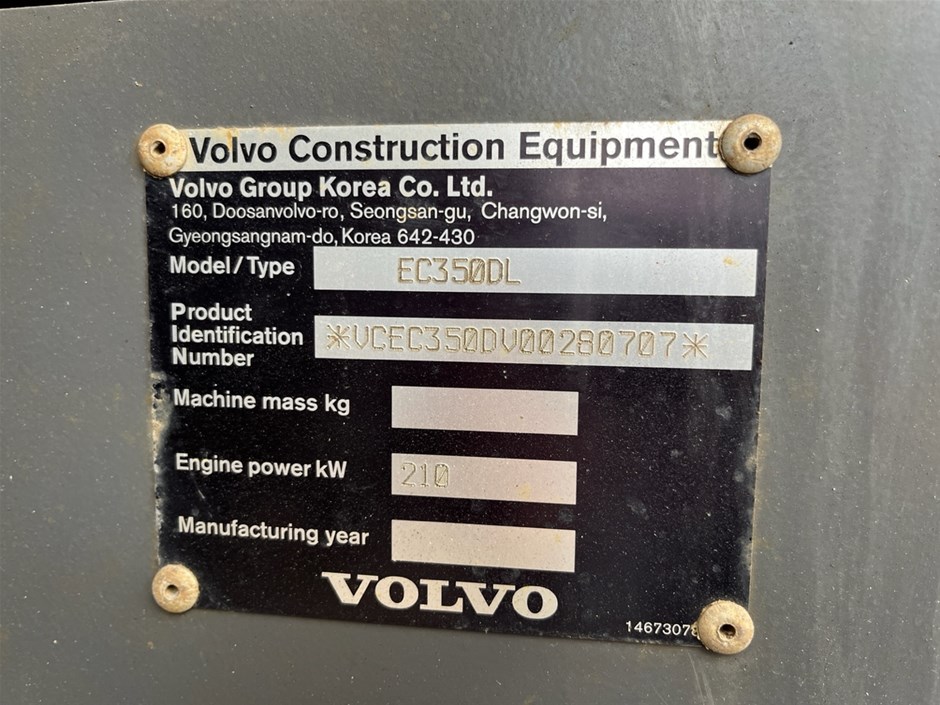 Volvo Construction Equipment
Volvo Group Korea Co. Ltd.
160, Doosanvolvo-ro, Seongsan-gu, Changwon-si,
Gyeongsangnam-do, Korea 642-430
Model/Type EC350DL
Product
Identification
Number
*VCEC350DV00280707*
Machine mass kg
Engine power kW 210
Manufacturing year
VOLVO